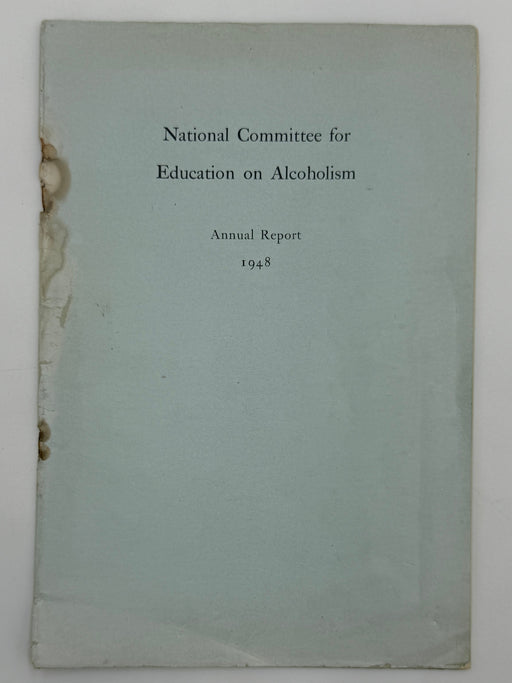 National Committee for
Education on Alcoholism
Annual Report
1948